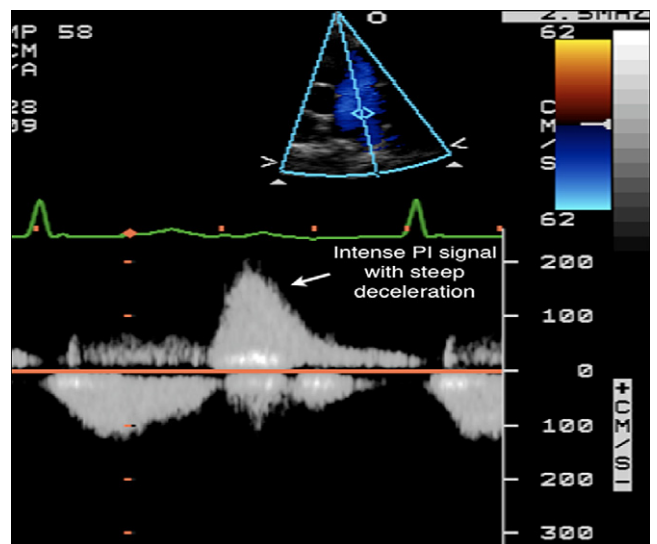 2.5MHZ
MP 58
CM
/A
28
09
62
C
M
/
S
62
Intense PI signal
with steep
deceleration
200
100
0
100
200
300
+CM/S-